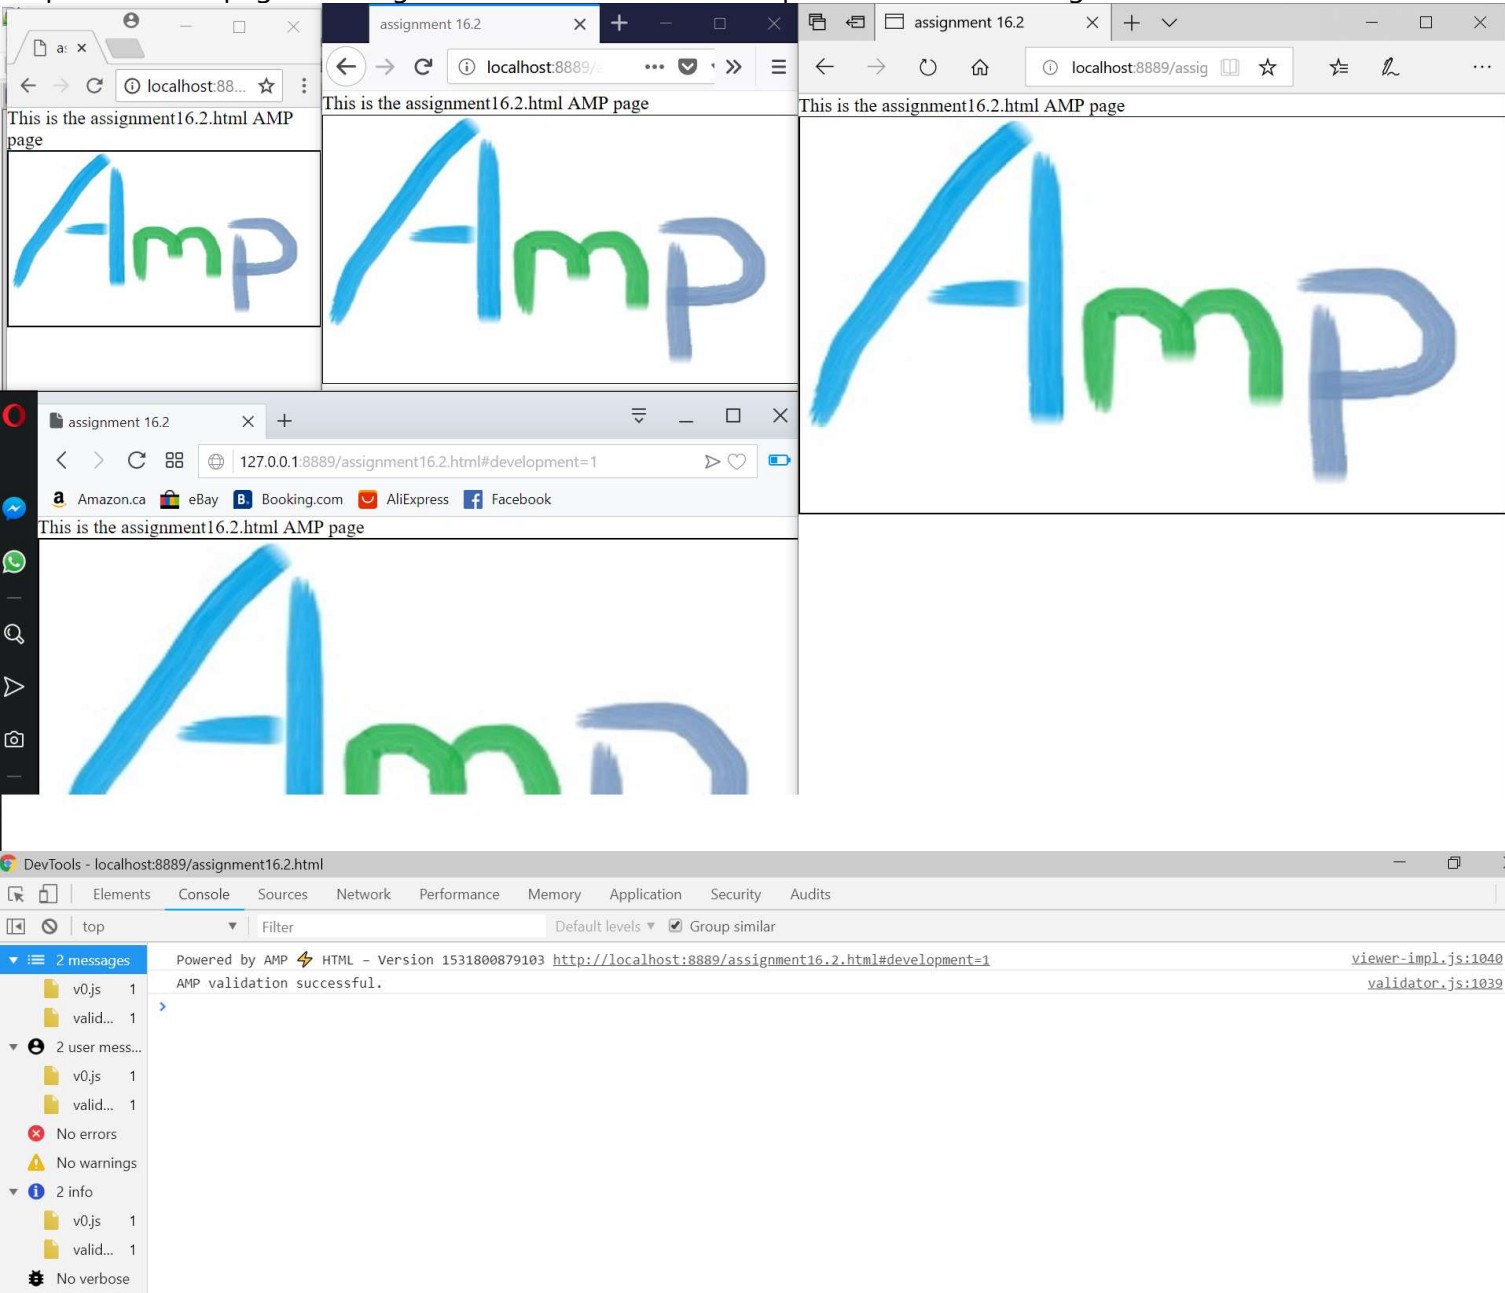 a:
localhost:88...
This is the assignment16.2.html AMP
page
Amp
assignment 16.2
localhost:8889/
This is the assignment16.2.html AMP page
Amp
assignment 16.2
localhost:8889/assig
This is the assignment16.2.html AMP page
Amp
assignment 16.2
127.0.0.1:8889/assignment16.2.html#development=1
a Amazon.ca eBay B. Booking.com AliExpress f Facebook
This is the assignment16.2.html AMP page
Amp
DevTools - localhost:8889/assignment16.2.html
Elements Console Sources Network Performance Memory Application Security Audits
top Filter Default levels Group similar
2 messages Powered by AMP ⚡ HTML – Version 1531800879103 http://localhost:8889/assignment16.2.html#development=1 viewer-impl.js:1040
AMP validation successful. validator.js:1039
v0.js 1
valid... 1
2 user mess...
v0.js 1
valid... 1
No errors
No warnings
2 info
v0.js 1
valid... 1
No verbose